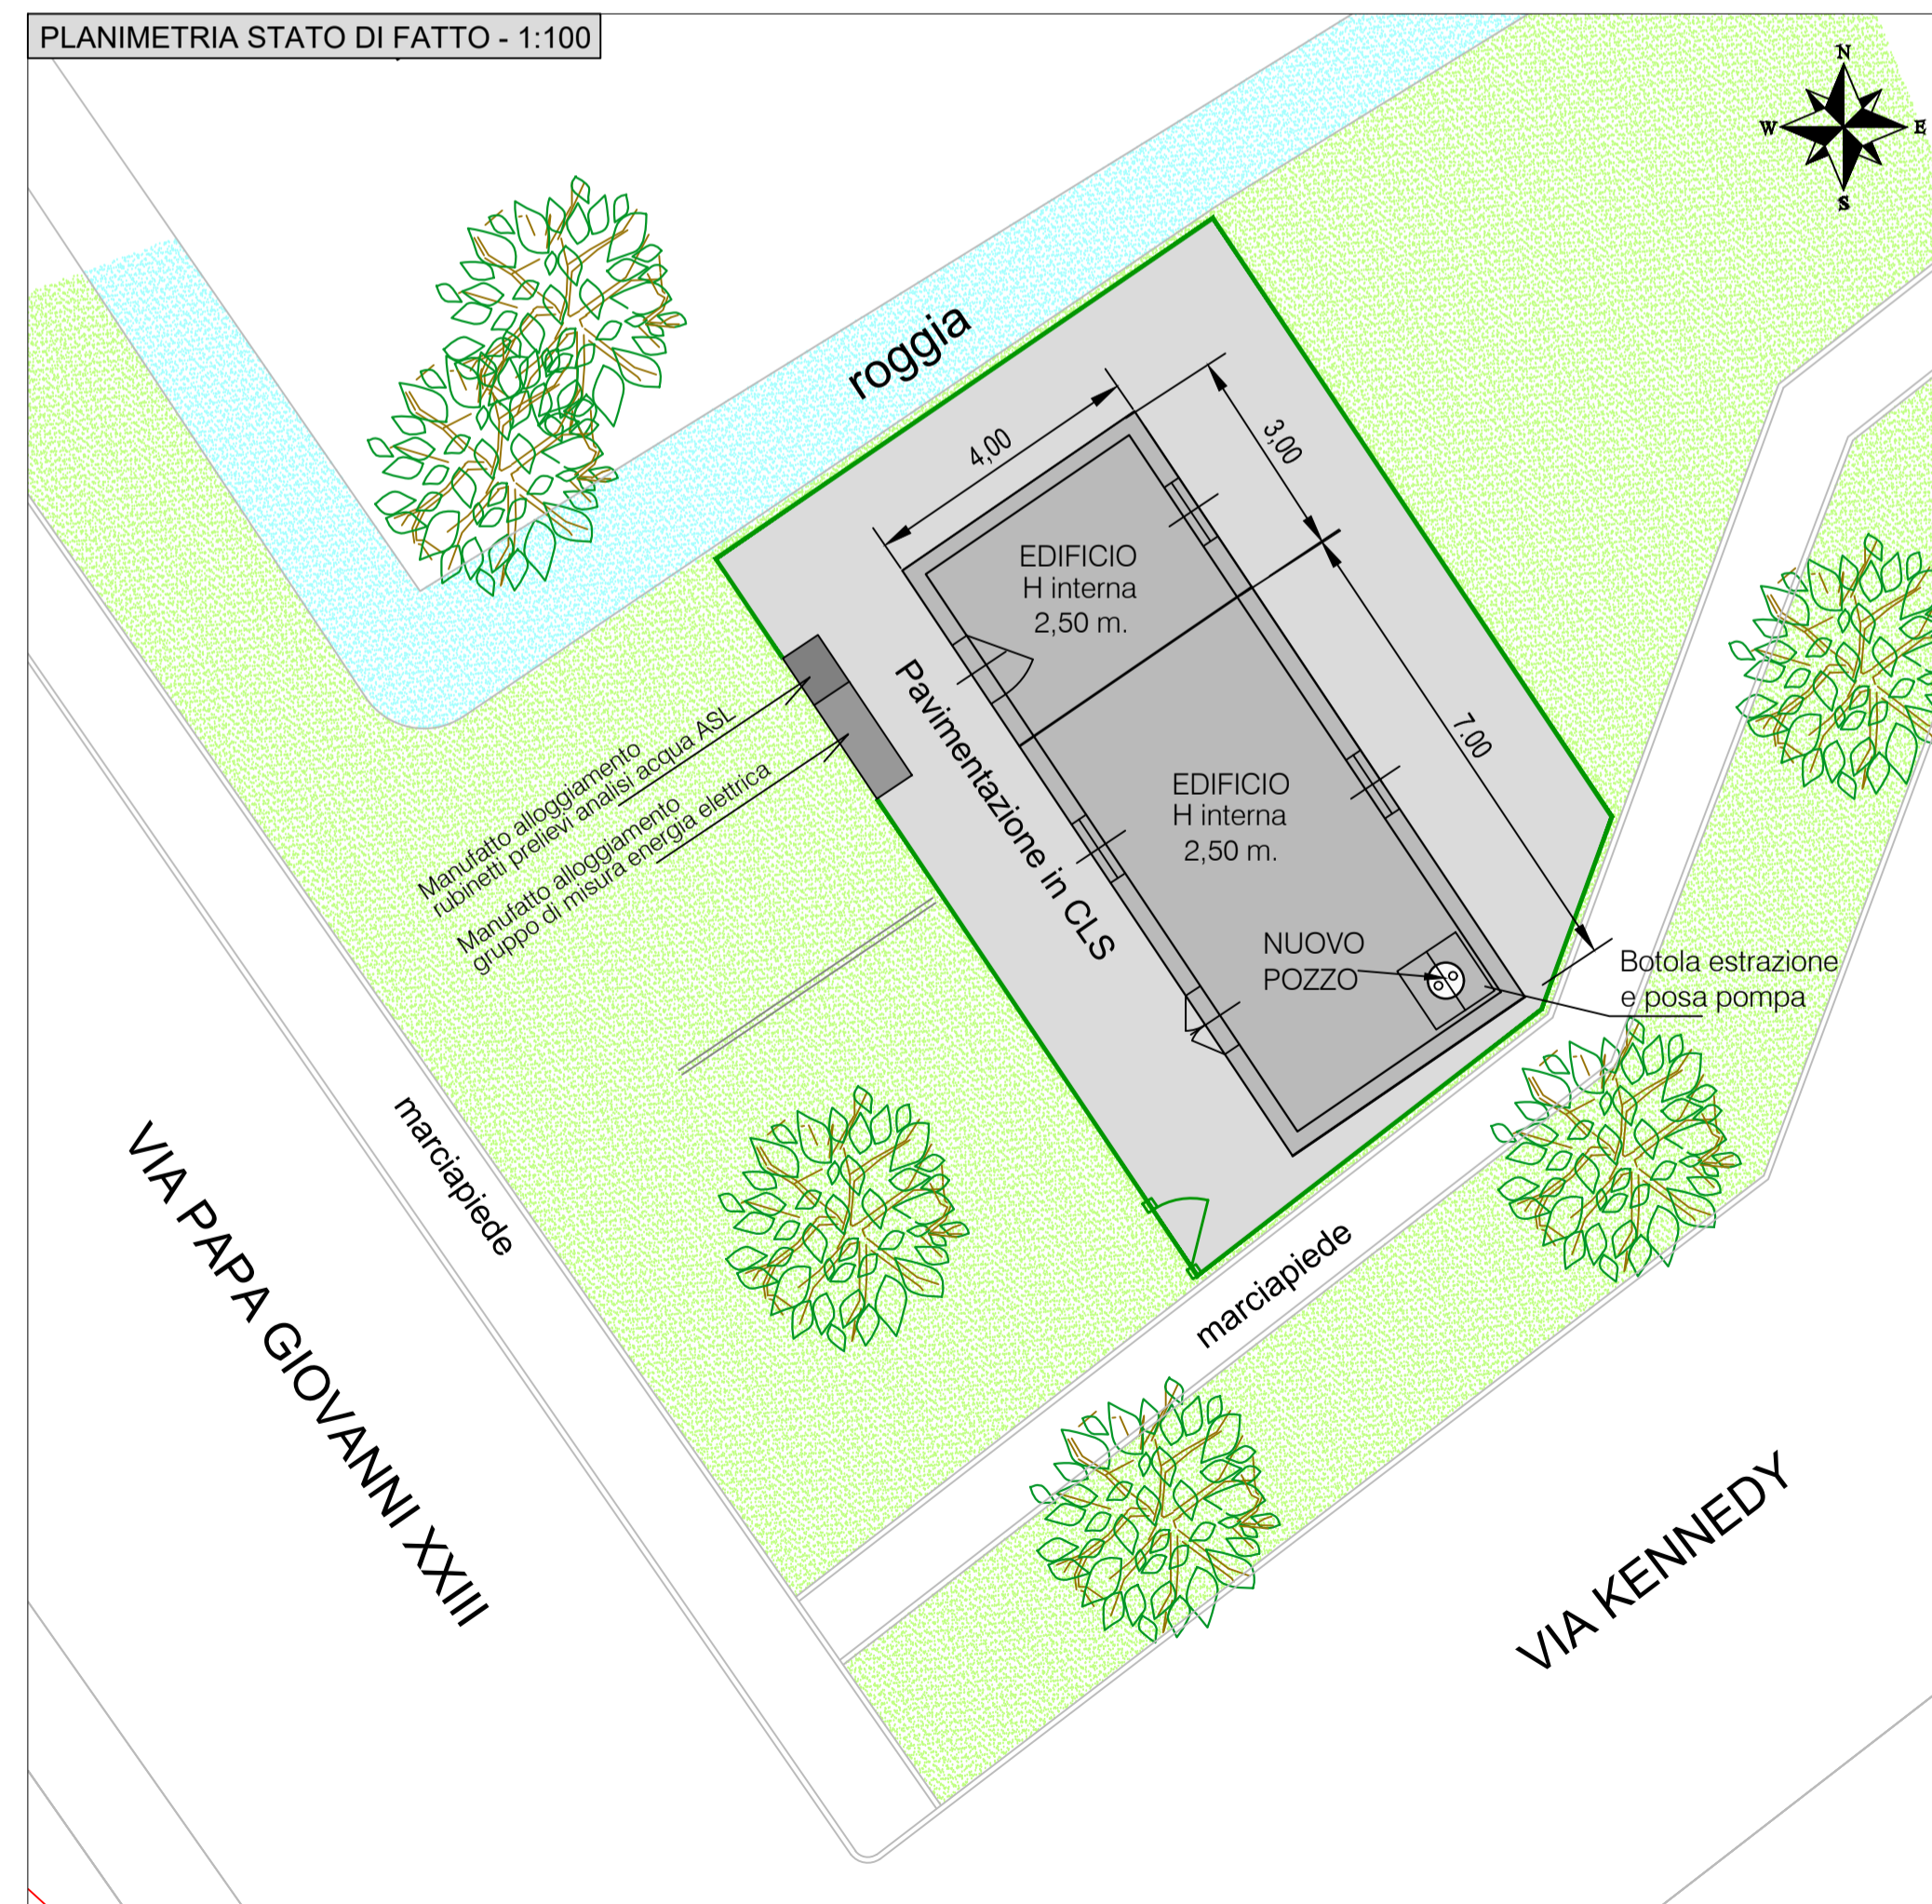 PLANIMETRIA STATO DI FATTO - 1:100
N
W
E
S
roggia
4,00
3,00
EDIFICIO
H interna
2,50 m.
7.00
Manufatto alloggiamento
rubinetti prelievi analisi acqua ASL
Manufatto alloggiamento
gruppo di misura energia elettrica
Pavimentazione in CLS
EDIFICIO
H interna
2,50 m.
NUOVO
POZZO
Botola estrazione
e posa pompa
marciapiede
marciapiede
VIA PAPA GIOVANNI XXIII
VIA KENNEDY